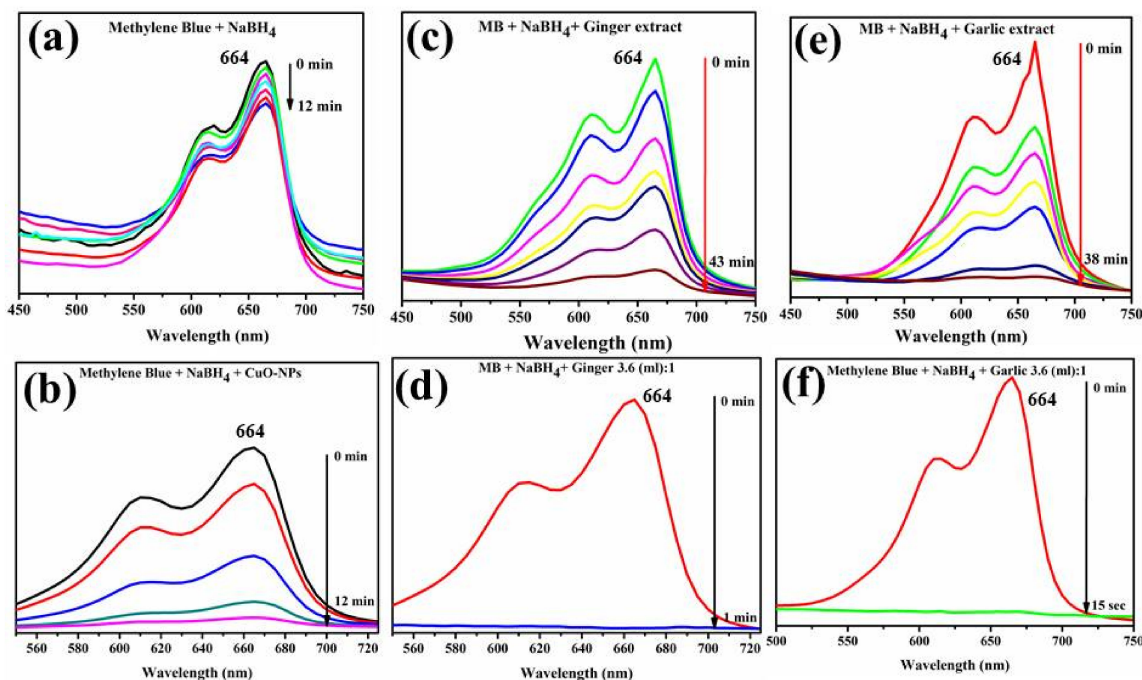 (a)
Methylene Blue + NaBH4
664
0 min
12 min
450 500 550 600 650 700 750
Wavelength (nm)
(c)
MB + NaBH4+ Ginger extract
664
0 min
43 min
450 500 550 600 650 700 750
Wavelength (nm)
(e)
MB + NaBH4 + Garlic extract
664
0 min
38 min
450 500 550 600 650 700 750
Wavelength (nm)
(b)
Methylene Blue + NaBH4 + CuO-NPs
664
0 min
12 min
560 580 600 620 640 660 680 700 720
Wavelength (nm)
(d)
MB + NaBH4+ Ginger 3.6 (ml):1
664
0 min
1 min
560 580 600 620 640 660 680 700 720
Wavelength (nm)
(f)
Methylene Blue + NaBH4 + Garlic 3.6 (ml):1
664
0 min
15 sec
500 550 600 650 700 750
Wavelength (nm)